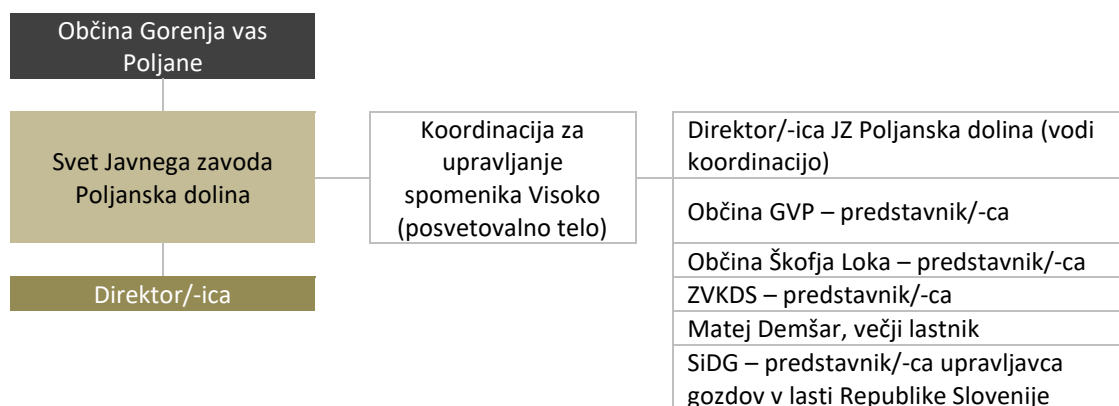 Občina Gorenja vas
Poljane
Svet Javnega zavoda
Poljanska dolina
Direktor/-ica
Koordinacija za
upravljanje
spomenika Visoko
(posvetovalno telo)
Direktor/-ica JZ Poljanska dolina (vodi
koordinacijo)
Občina GVP – predstavnik/-ca
Občina Škofja Loka – predstavnik/-ca
ZVKDS – predstavnik/-ca
Matej Demšar, večji lastnik
SiDG – predstavnik/-ca upravljavca
gozdov v lasti Republike Slovenije